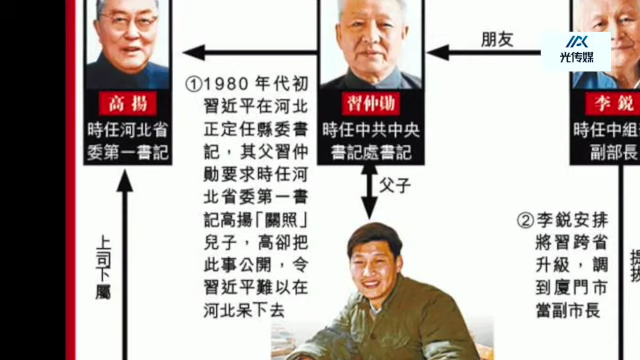 光传媒
朋友
高揚
時任河北省
委第一書記
習仲勛
時任中共中央
書記處書記
李銳
時任中組
副部長
①1980年代初
習近平在河北
正定任縣委書
記，其父習仲
勛要求時任河
北省委第一書
記高揚「關照」
兒子，高卻把
此事公開，令
習近平難以在
河北呆下去
父子
上司下屬
②李銳安排
將習跨省
升級，調
到廈門市
當副市長
提拔